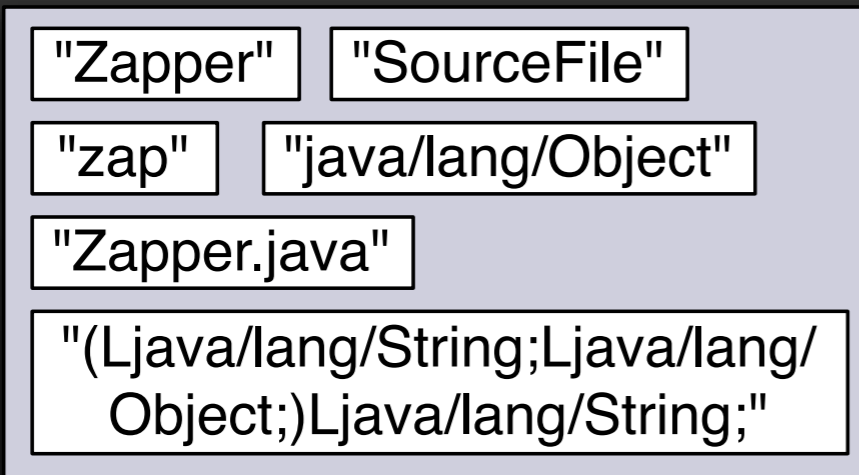 "Zapper" "SourceFile"
"zap" "java/lang/Object"
"Zapper.java"
"(Ljava/lang/String;Ljava/lang/
Object;)Ljava/lang/String;"